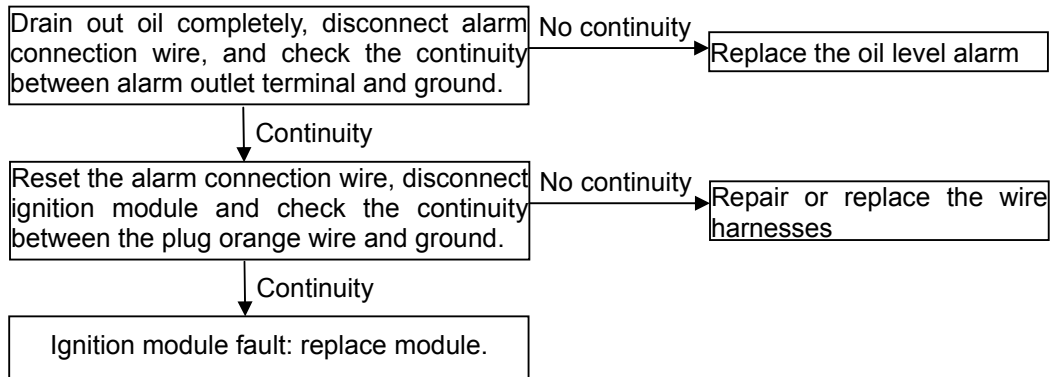 Drain out oil completely, disconnect alarm
connection wire, and check the continuity
between alarm outlet terminal and ground.
No continuity
Replace the oil level alarm
Continuity
Reset the alarm connection wire, disconnect
ignition module and check the continuity
between the plug orange wire and ground.
No continuity
Repair or replace the wire
harnesses
Continuity
Ignition module fault: replace module.